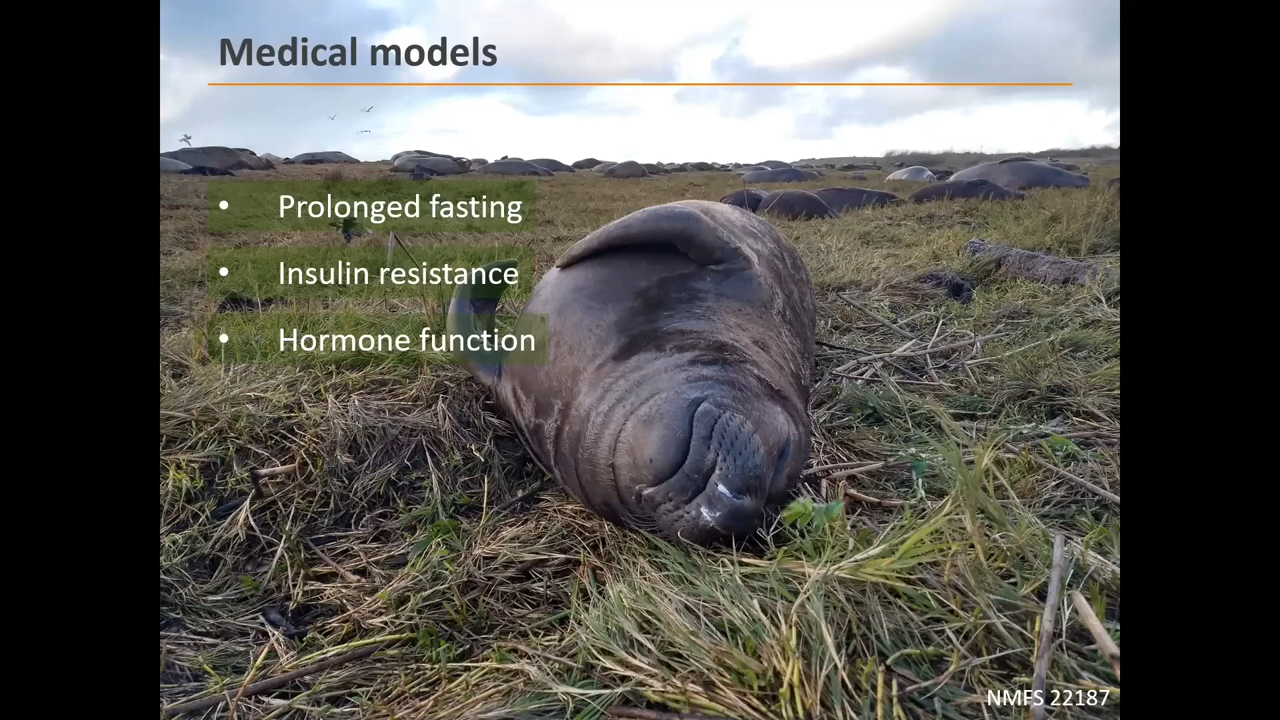 Medical models
• Prolonged fasting
• Insulin resistance
• Hormone function
NMFS 22187